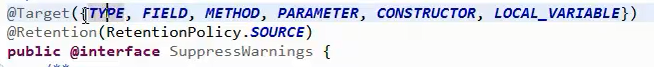 @Target({TYPE, FIELD, METHOD, PARAMETER, CONSTRUCTOR, LOCAL_VARIABLE})
@Retention(RetentionPolicy.SOURCE)
public @interface SuppressWarnings {
/**